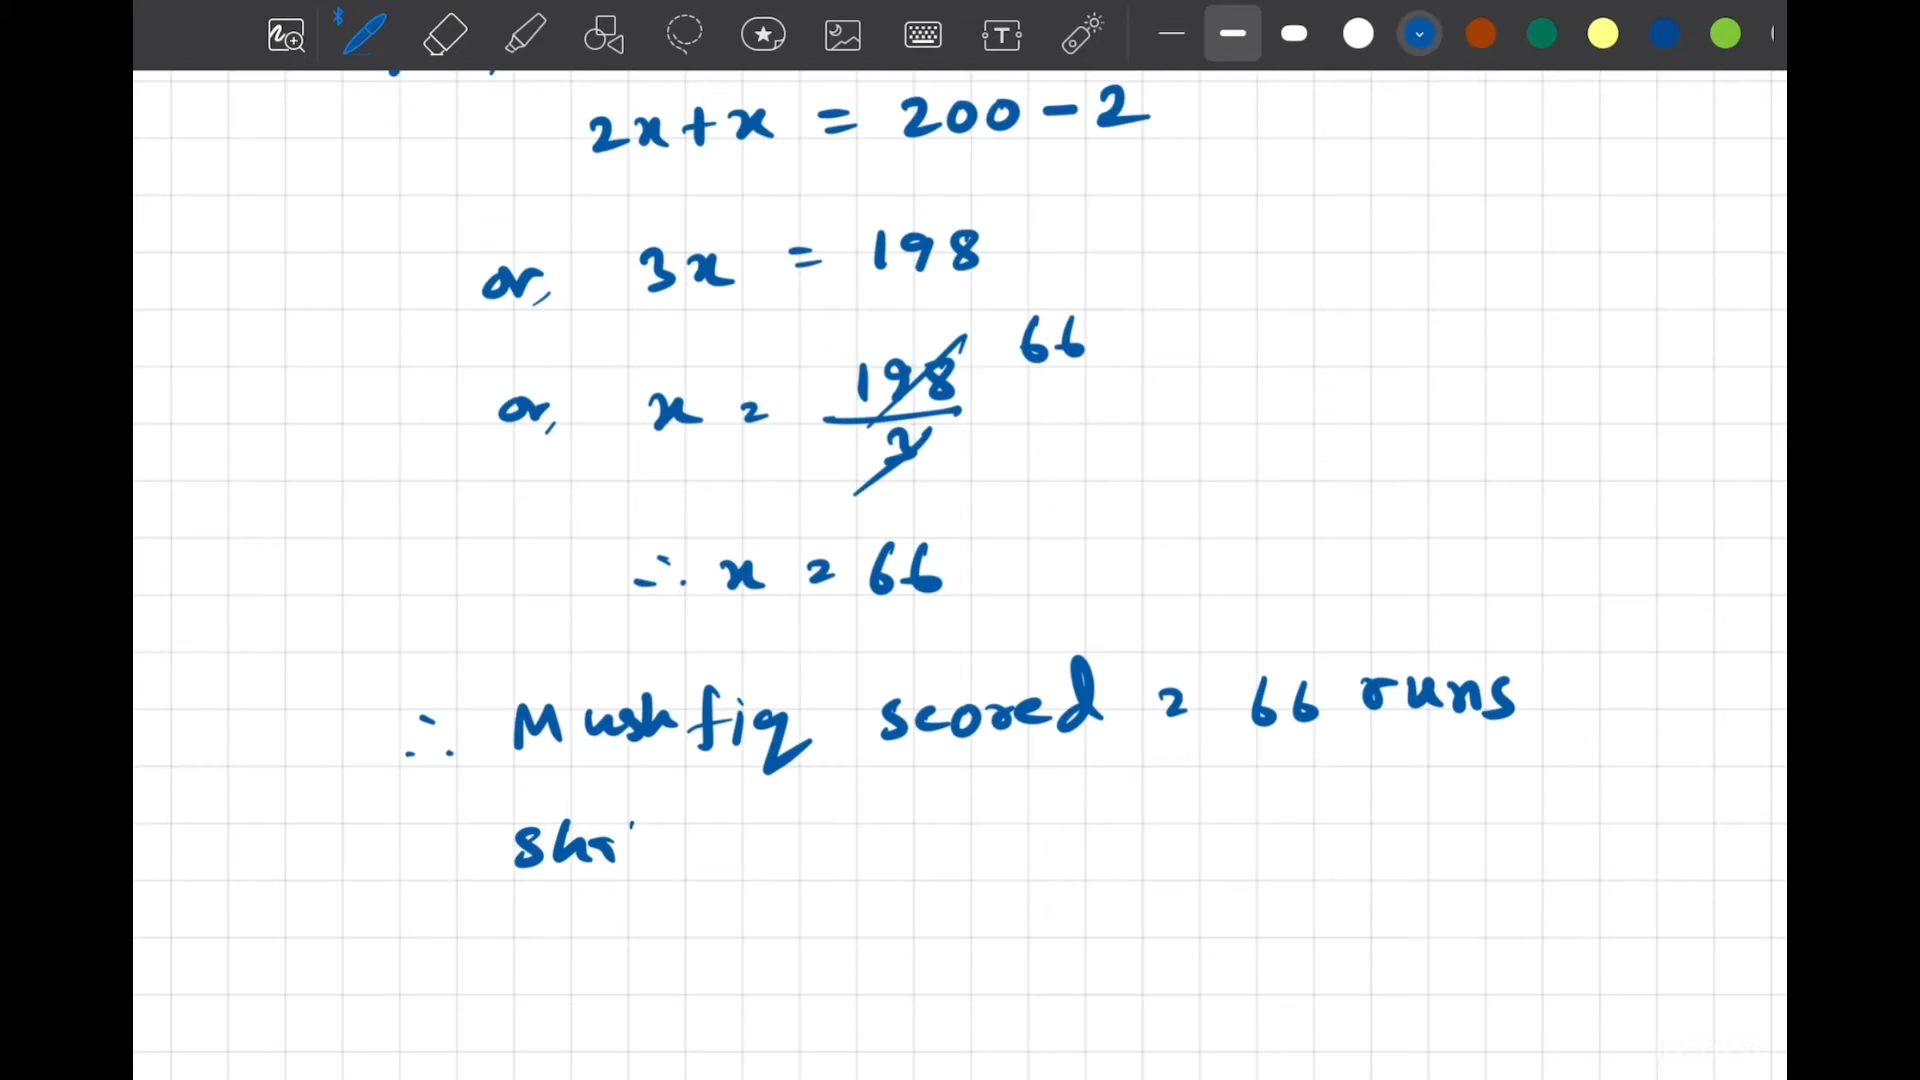 2x+x = 200-2
or, 3x = 198
or, x = 198/3 66
∴ x = 66
∴ Mushfiq scored = 66 runs